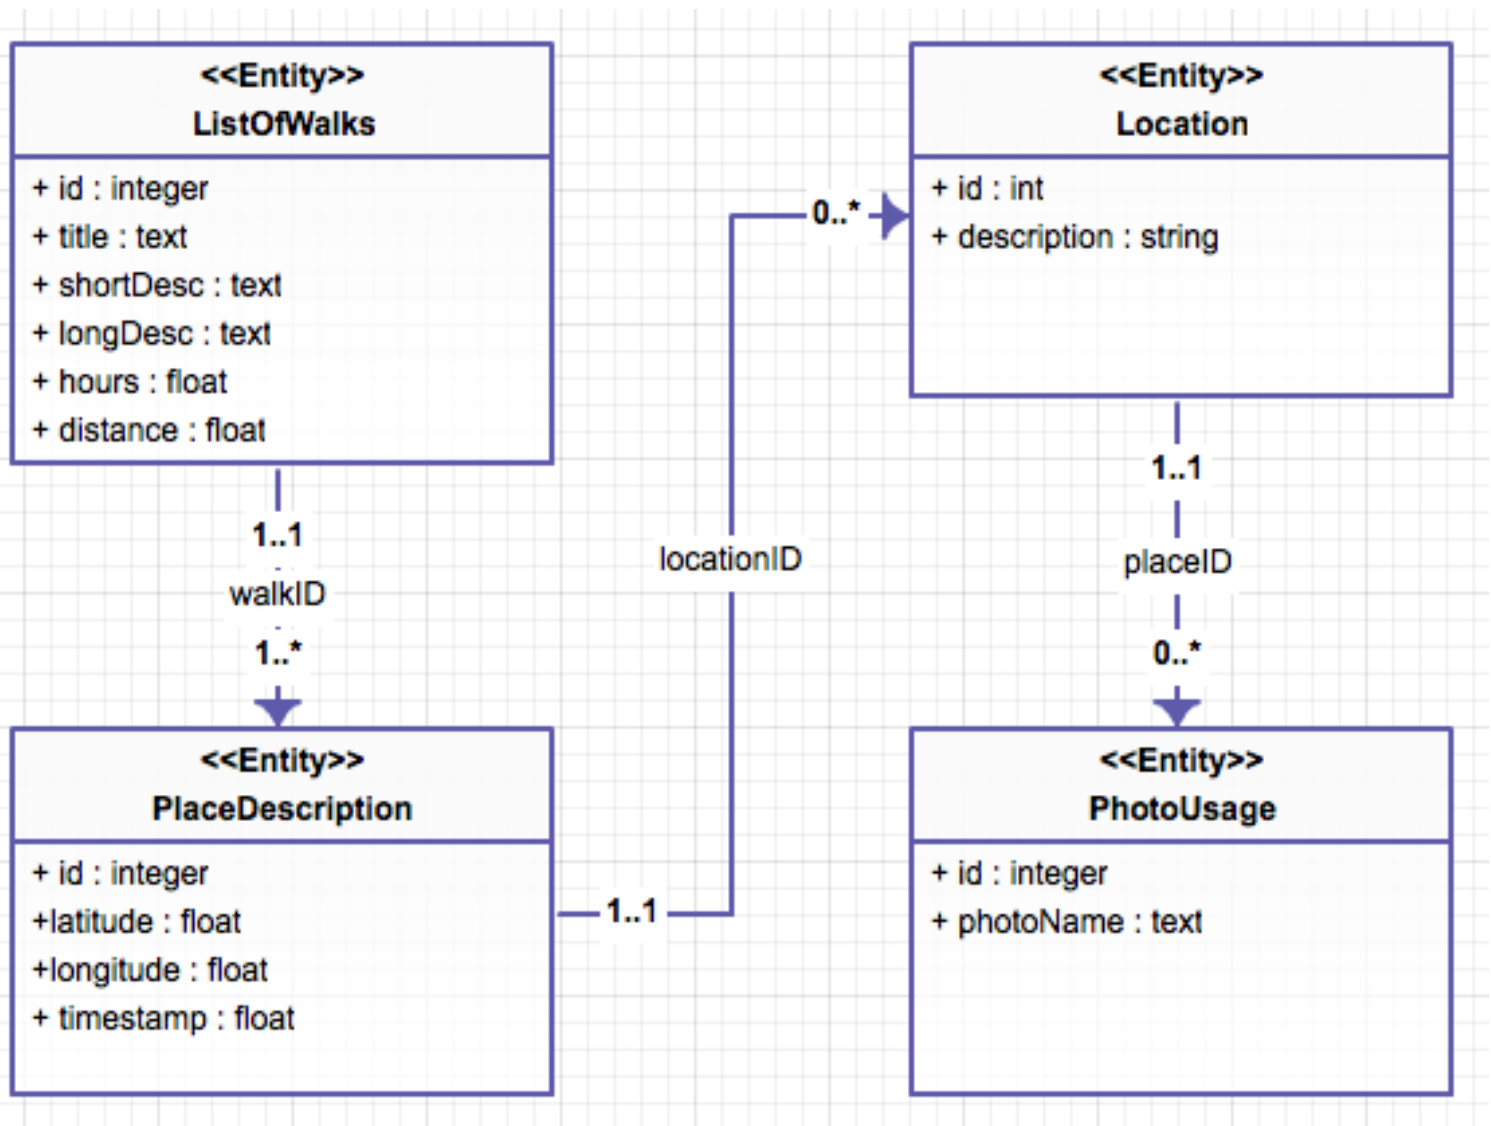 <<Entity>>
ListOfWalks
+ id : integer
+ title : text
+ shortDesc : text
+ longDesc : text
+ hours : float
+ distance : float
1..1
walkID
1..*
<<Entity>>
PlaceDescription
+ id : integer
+latitude : float
+longitude : float
+ timestamp : float
1..1
locationID
0..*
<<Entity>>
Location
+ id : int
+ description : string
1..1
placeID
0..*
<<Entity>>
PhotoUsage
+ id : integer
+ photoName : text